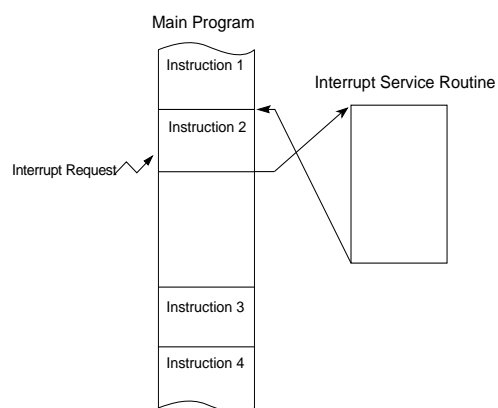 Main Program
Instruction 1
Interrupt Service Routine
Instruction 2
Interrupt Request
Instruction 3
Instruction 4